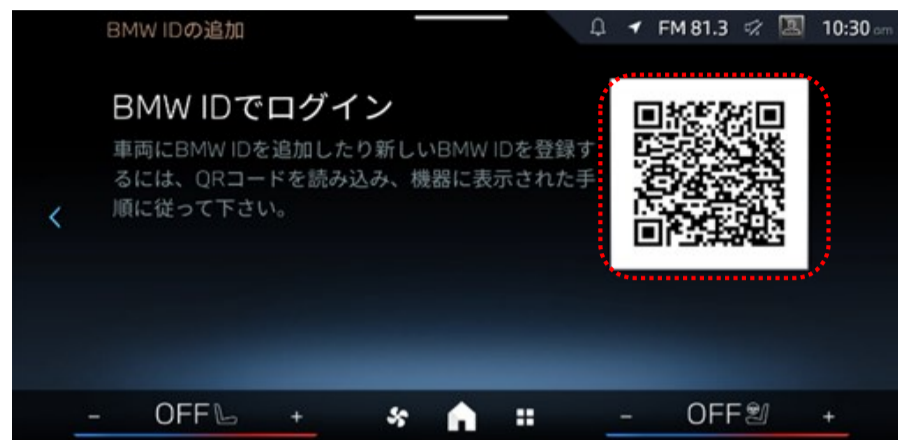 BMW IDの追加
FM 81.3
10:30 am
BMW IDでログイン
車両にBMW IDを追加したり新しいBMW IDを登録す
るには、QRコードを読み込み、機器に表示された手
順に従って下さい。
- OFF +
- OFF +